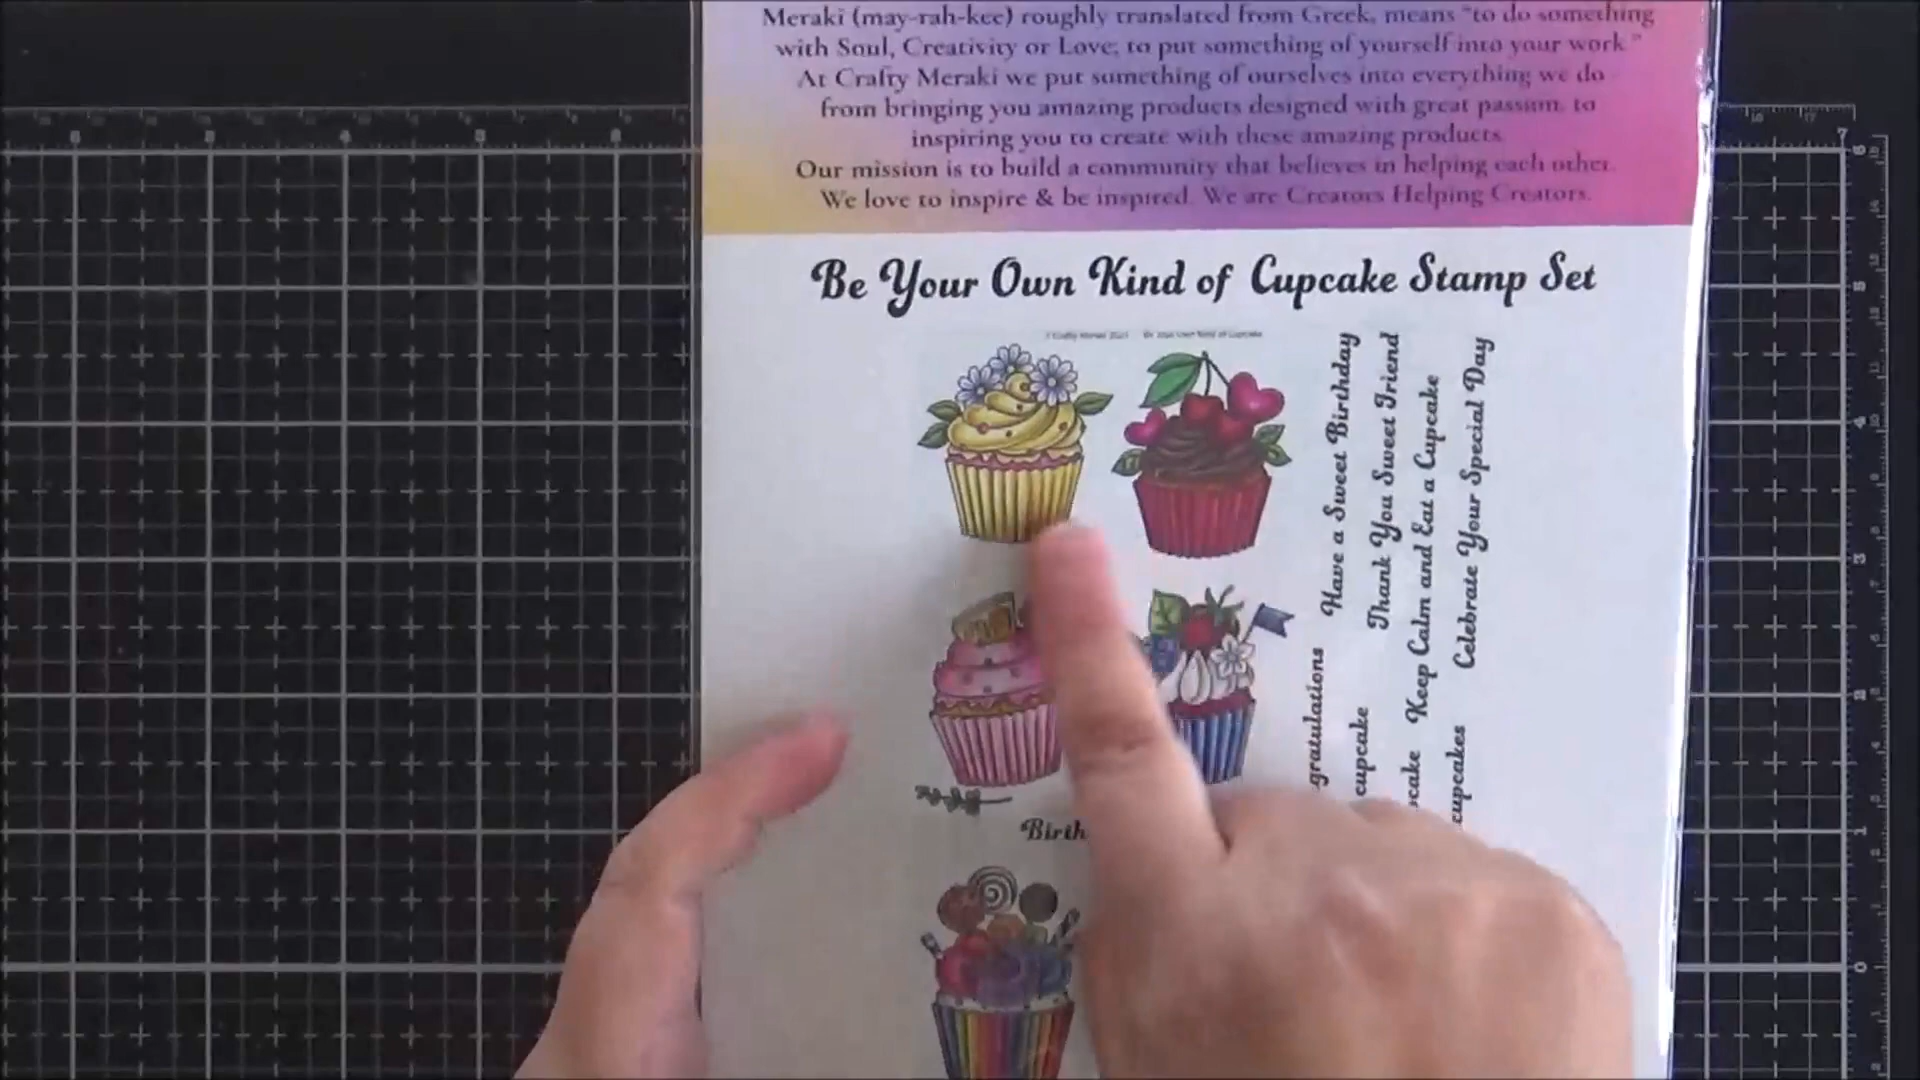 Meraki (may-rah-kee) roughly translated from Greek, means "to do something
with Soul, Creativity or Love; to put something of yourself into your work."
At Crafty Meraki we put something of ourselves into everything we do
from bringing you amazing products designed with great passion, to
inspiring you to create with these amazing products.
Our mission is to build a community that believes in helping each other.
We love to inspire & be inspired. We are Creators Helping Creators.
Be Your Own Kind of Cupcake Stamp Set
Have a Sweet Birthday
Thank You Sweet Friend
Keep Calm and Eat a Cupcake
Celebrate Your Special Day
gratulations
cupcake
pcake
cupcakes
Birth